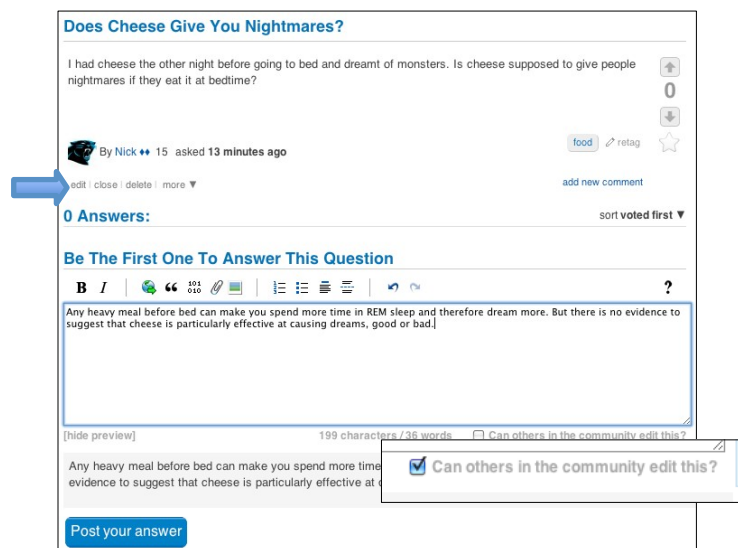 Does Cheese Give You Nightmares?
I had cheese the other night before going to bed and dreamt of monsters. Is cheese supposed to give people
nightmares if they eat it at bedtime?
0
food retag
By Nick ♦♦ 15 asked 13 minutes ago
edit | close | delete | more ▼
add new comment
0 Answers:
sort voted first ▼
Be The First One To Answer This Question
B I 101 010 ?
Any heavy meal before bed can make you spend more time in REM sleep and therefore dream more. But there is no evidence to
suggest that cheese is particularly effective at causing dreams, good or bad.
[hide preview] 199 characters / 36 words Can others in the community edit this?
Any heavy meal before bed can make you spend more time
evidence to suggest that cheese is particularly effective at
Can others in the community edit this?
Post your answer